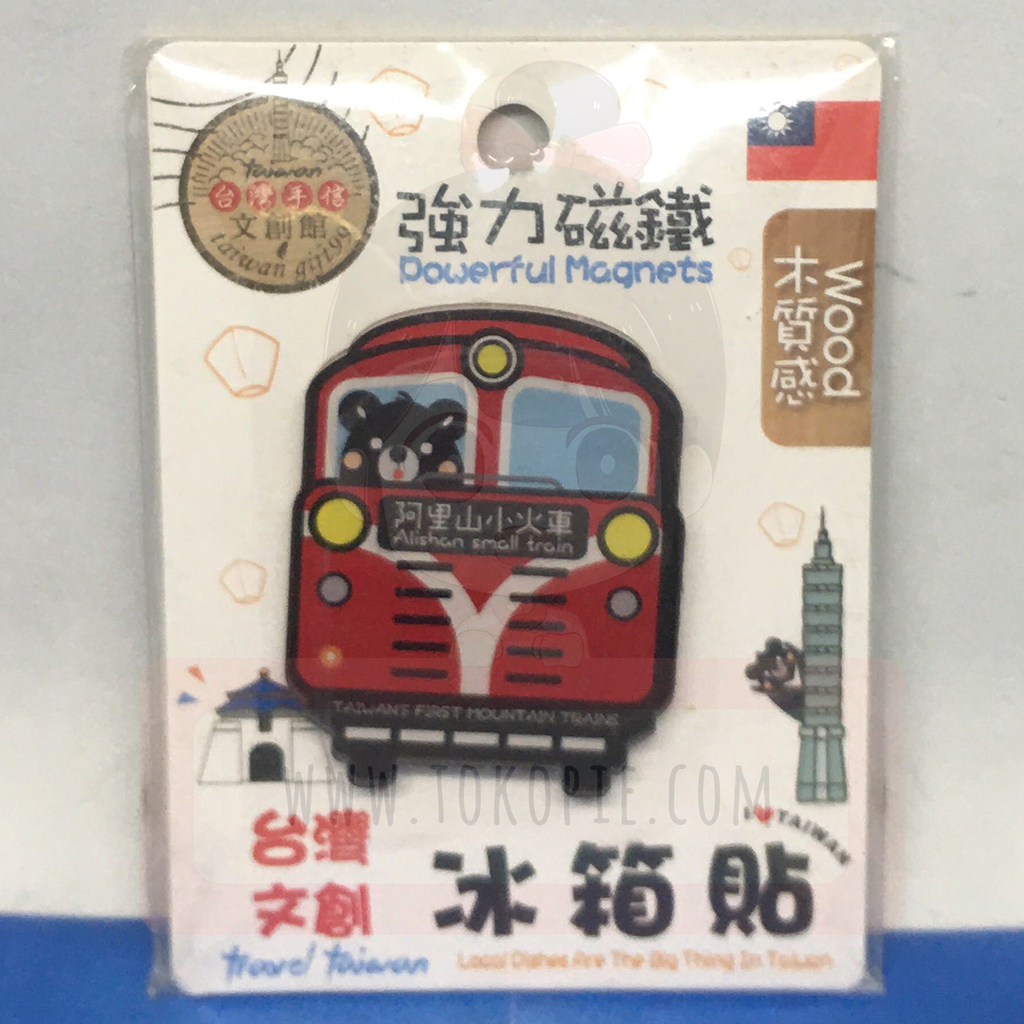 taiwan
台灣手信
文創館
taiwan gift99
強力磁鐵
Powerful Magnets
Wood
木質感
阿里山小火車
Alishan small train
TAIWAN'S FIRST MOUNTAIN TRAINS
www.tokopie.com
I ♥ TAIWAN
台灣
文創
冰箱貼
travel taiwan
Local Dishes Are The Big Thing In Taiwan